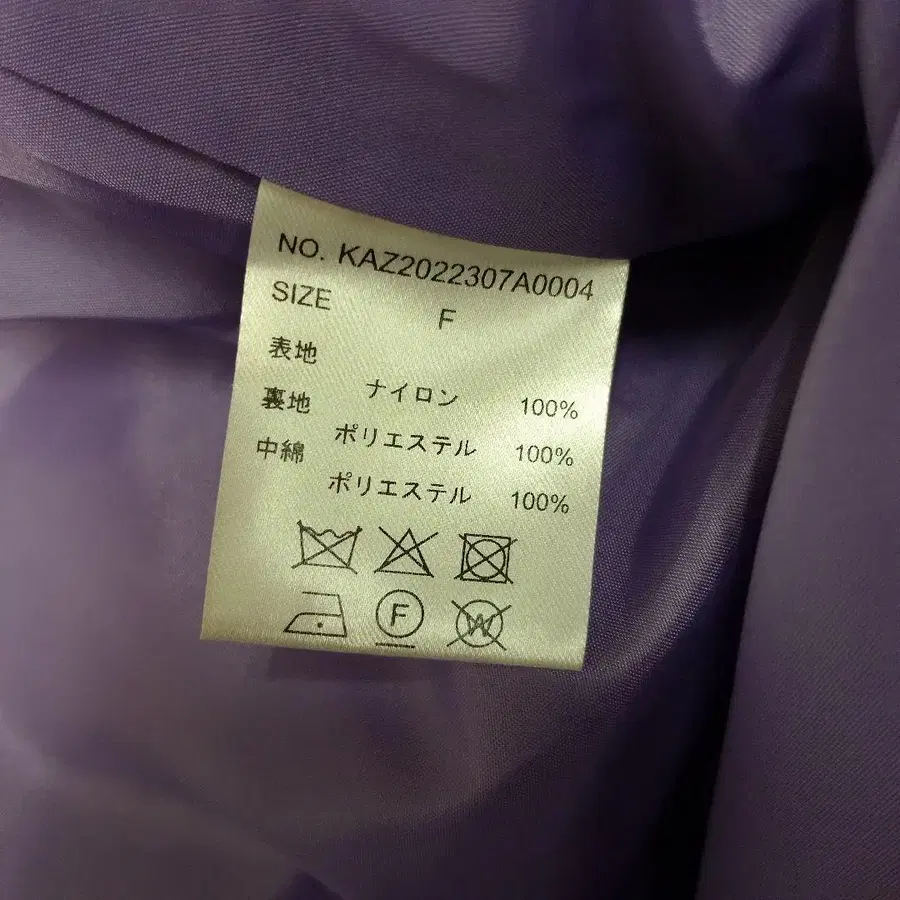 NO. KAZ2022307A0004
SIZE F
表地
ナイロン 100%
裏地
ポリエステル 100%
中綿
ポリエステル 100%
F W